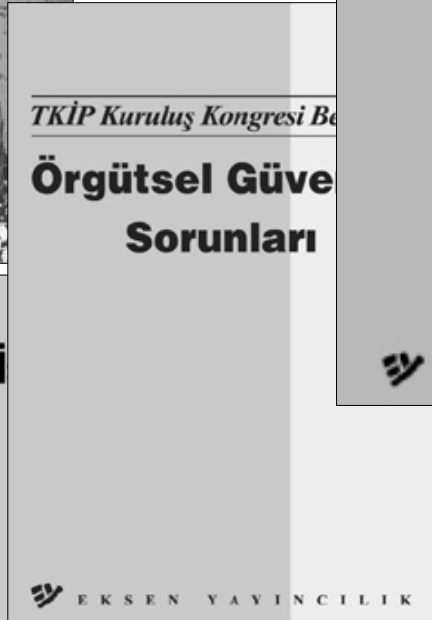 TKİP Kuruluş Kongresi Be
Örgütsel Güve
Sorunları
EKSEN YAYINCILIK